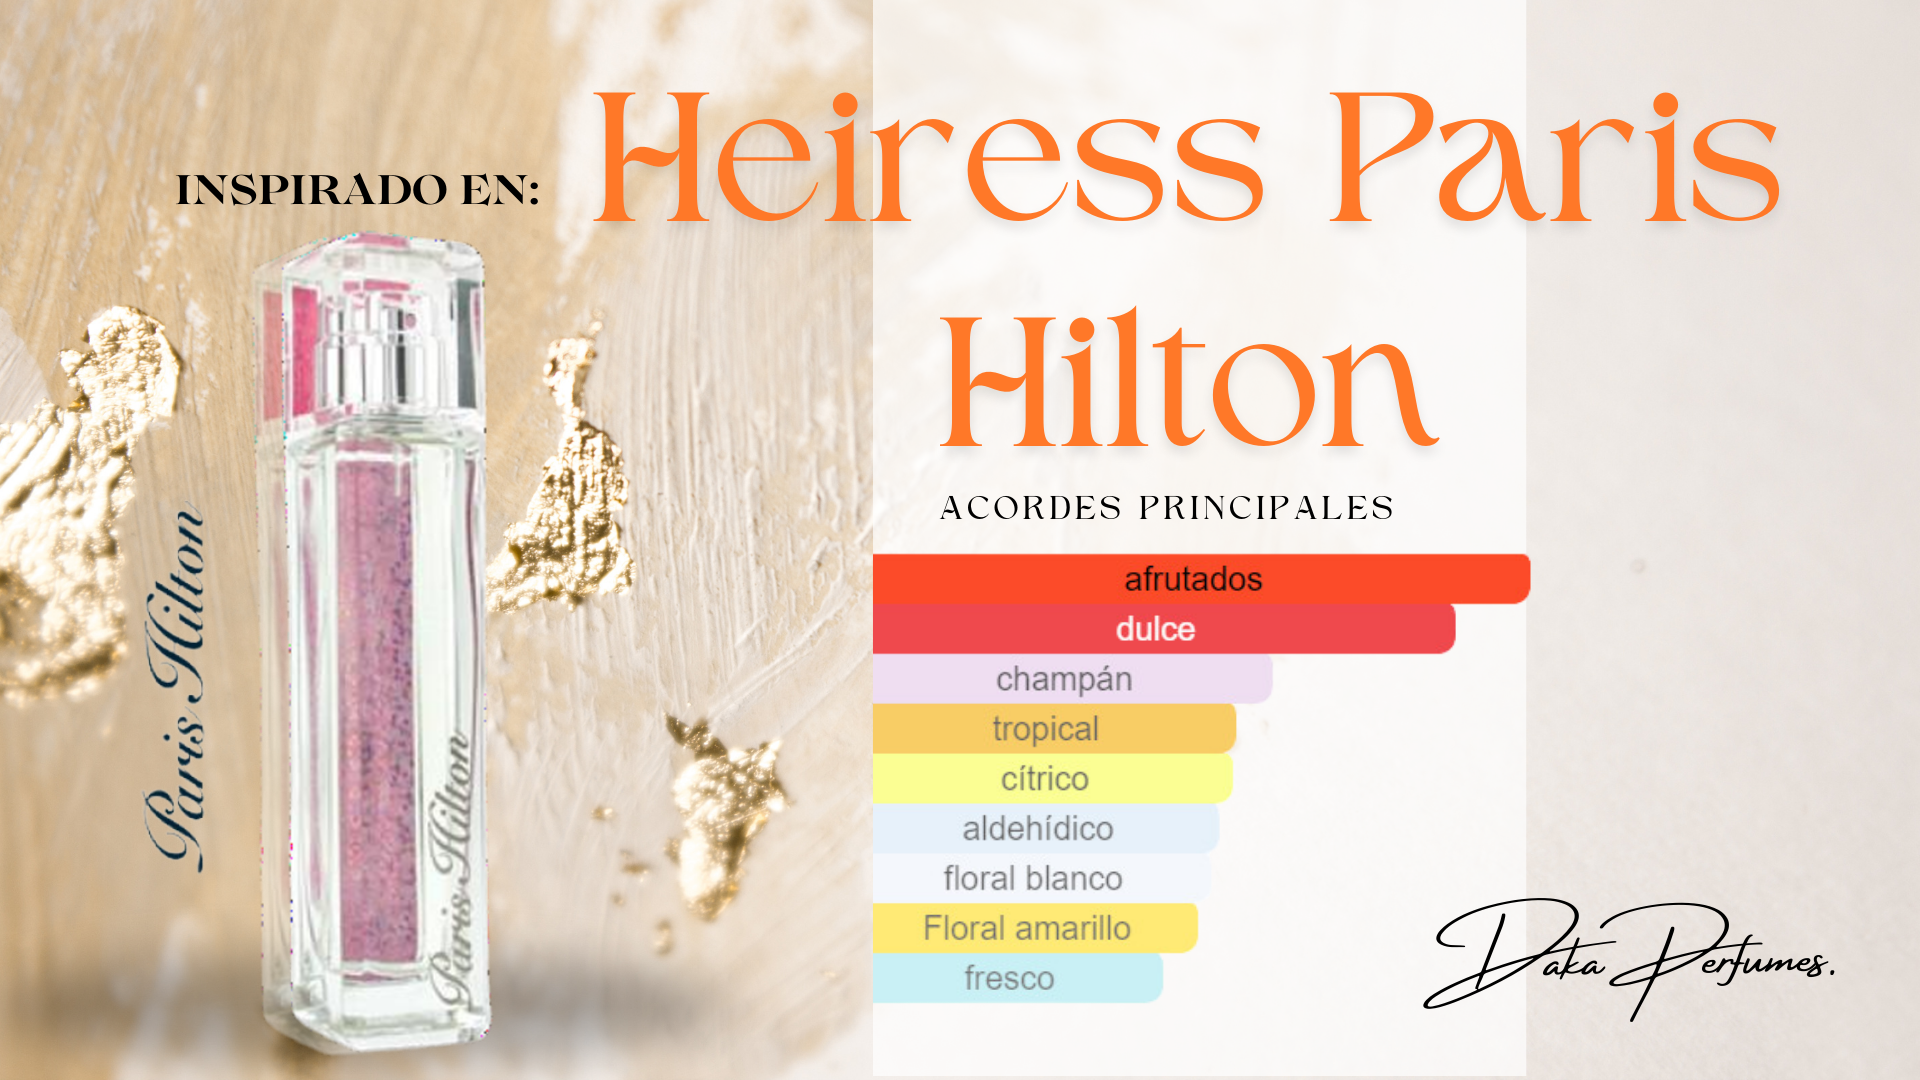 INSPIRADO EN:
Heiress Paris
Hilton
ACORDES PRINCIPALES
afrutados
dulce
champán
tropical
cítrico
aldehídico
floral blanco
Floral amarillo
fresco
Paris Hilton
Paris Hilton
Daka Perfumes.